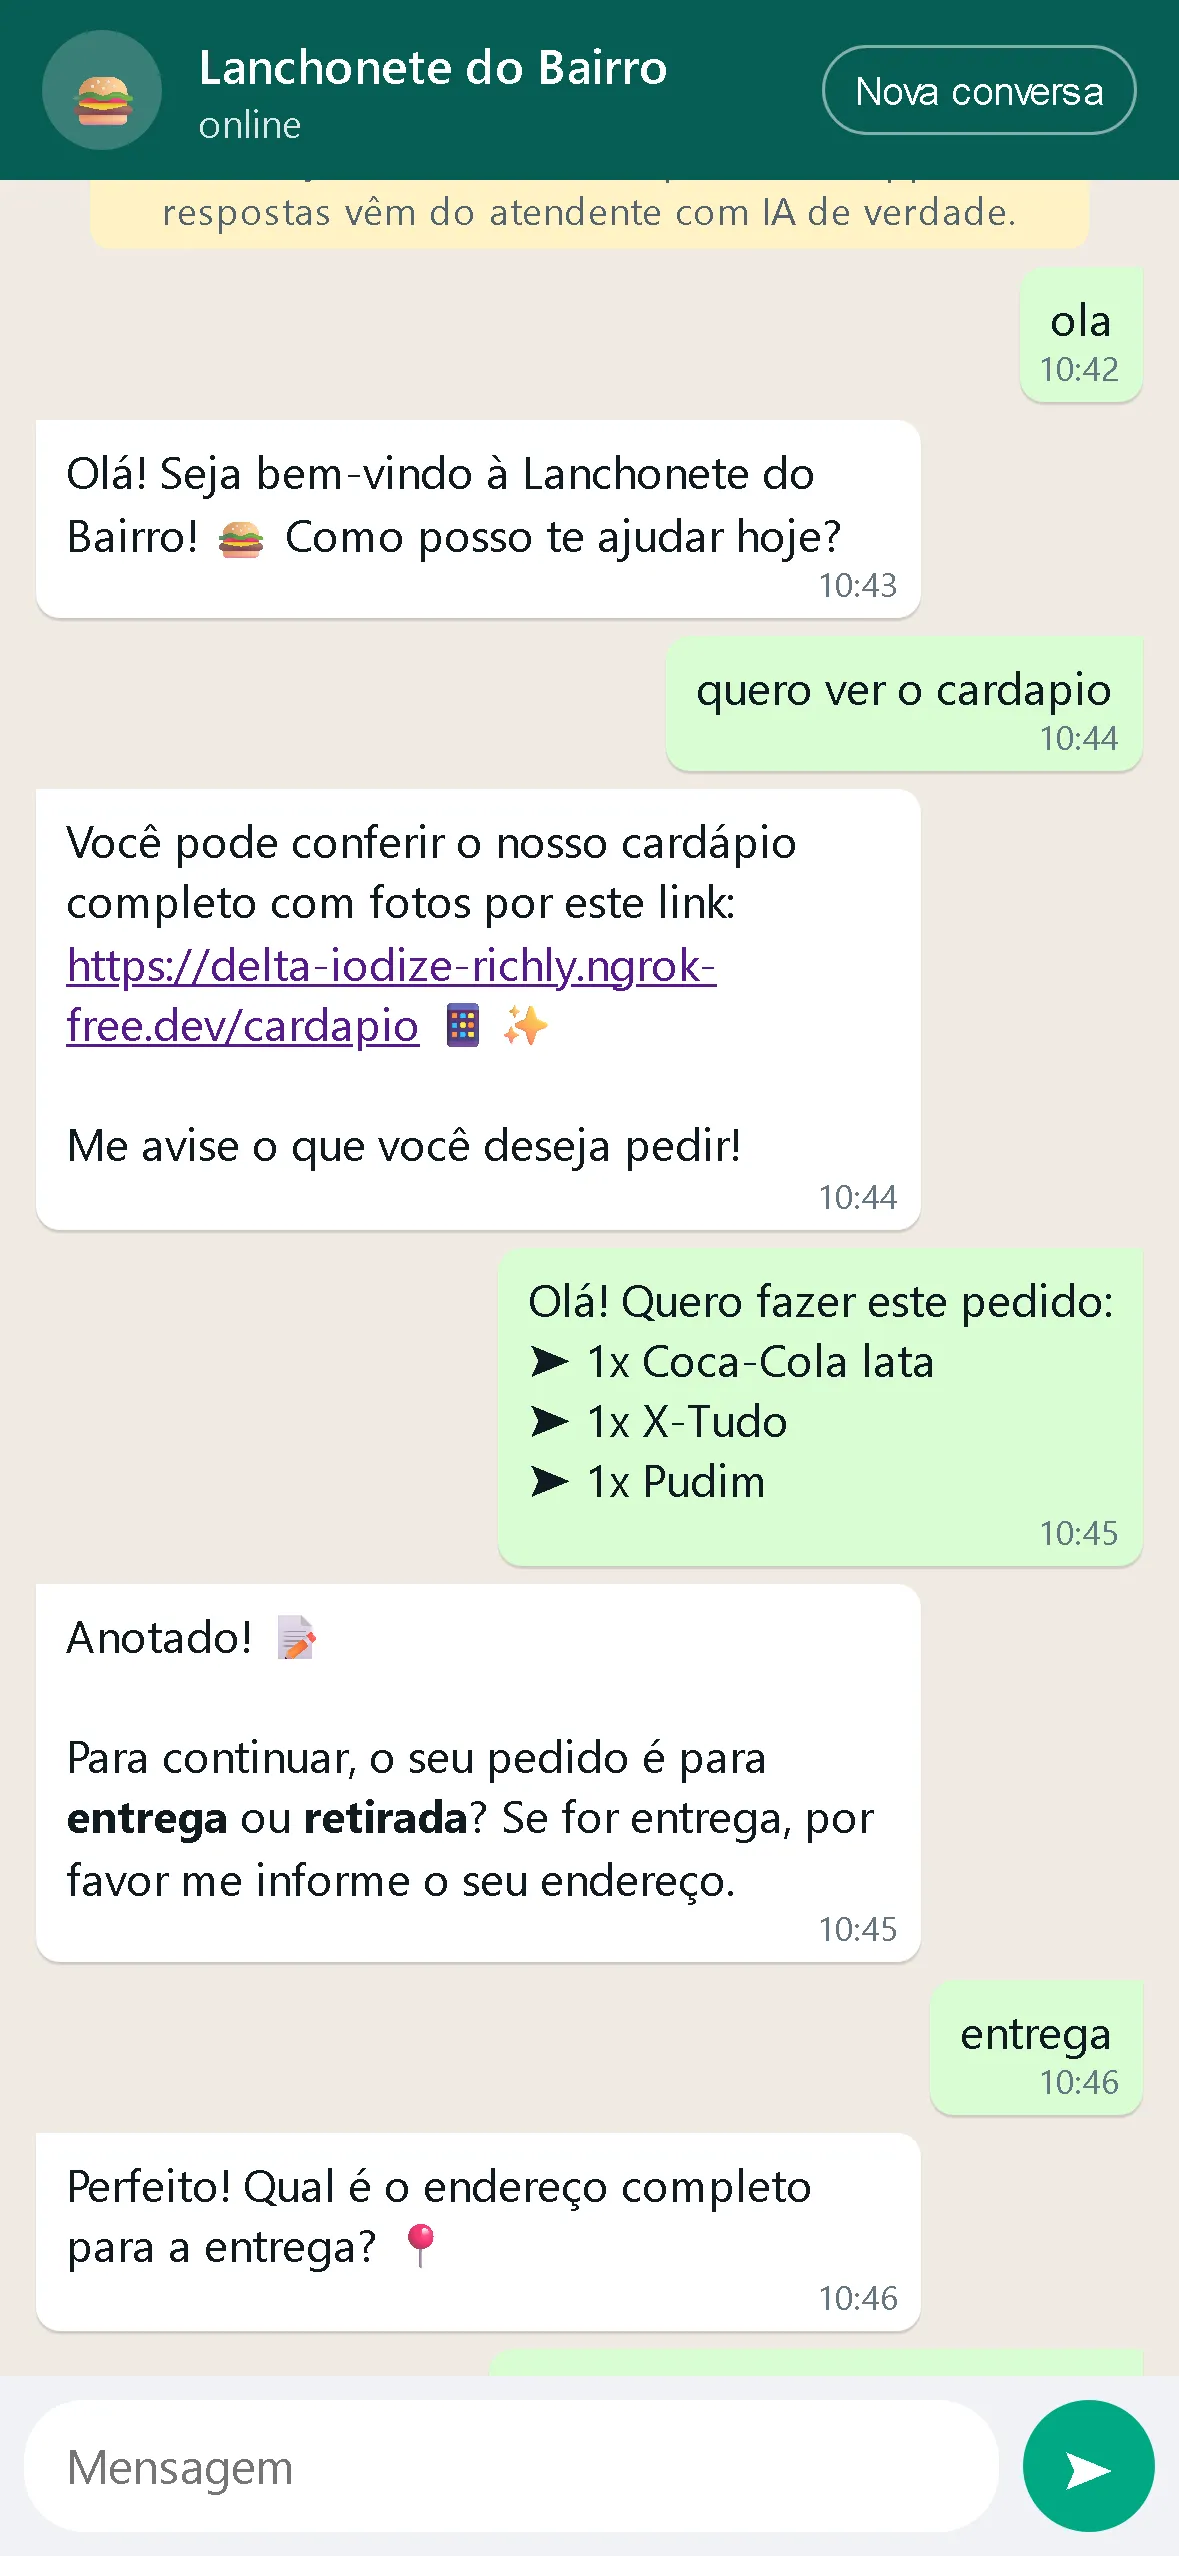 Lanchonete do Bairro
online
Nova conversa
respostas vêm do atendente com IA de verdade.
ola
10:42
Olá! Seja bem-vindo à Lanchonete do
Bairro! 🍔 Como posso te ajudar hoje?
10:43
quero ver o cardapio
10:44
Você pode conferir o nosso cardápio
completo com fotos por este link:
https://delta-iodize-richly.ngrok-
free.dev/cardapio 📱 ✨
Me avise o que você deseja pedir!
10:44
Olá! Quero fazer este pedido:
➤ 1x Coca-Cola lata
➤ 1x X-Tudo
➤ 1x Pudim
10:45
Anotado! 📝
Para continuar, o seu pedido é para
entrega ou retirada? Se for entrega, por
favor me informe o seu endereço.
10:45
entrega
10:46
Perfeito! Qual é o endereço completo
para a entrega? 📍
10:46
Mensagem